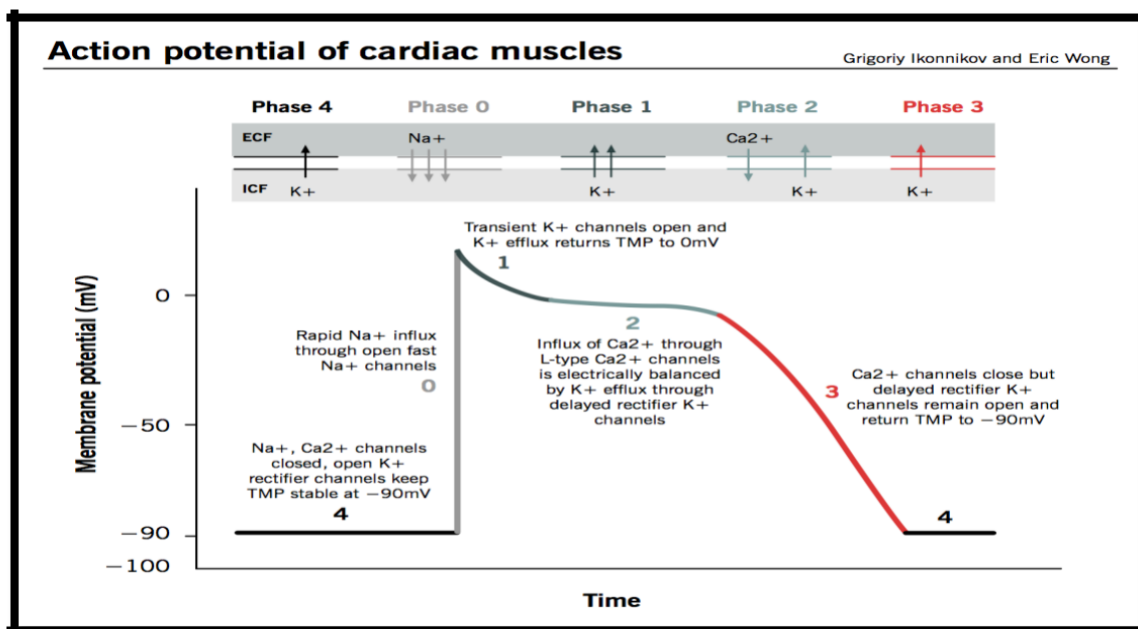 Action potential of cardiac muscles
Grigoriy Ikonnikov and Eric Wong
Phase 4
Phase 0
Phase 1
Phase 2
Phase 3
ECF
Na+
Ca2+
ICF
K+
K+
K+
K+
Transient K+ channels open and
K+ efflux returns TMP to 0mV
1
Membrane potential (mV)
0
−50
−90
−100
Rapid Na+ influx
through open fast
Na+ channels
0
2
Influx of Ca2+ through
L-type Ca2+ channels
is electrically balanced
by K+ efflux through
delayed rectifier K+
channels
3
Ca2+ channels close but
delayed rectifier K+
channels remain open and
return TMP to −90mV
Na+, Ca2+ channels
closed, open K+
rectifier channels keep
TMP stable at −90mV
4
4
Time